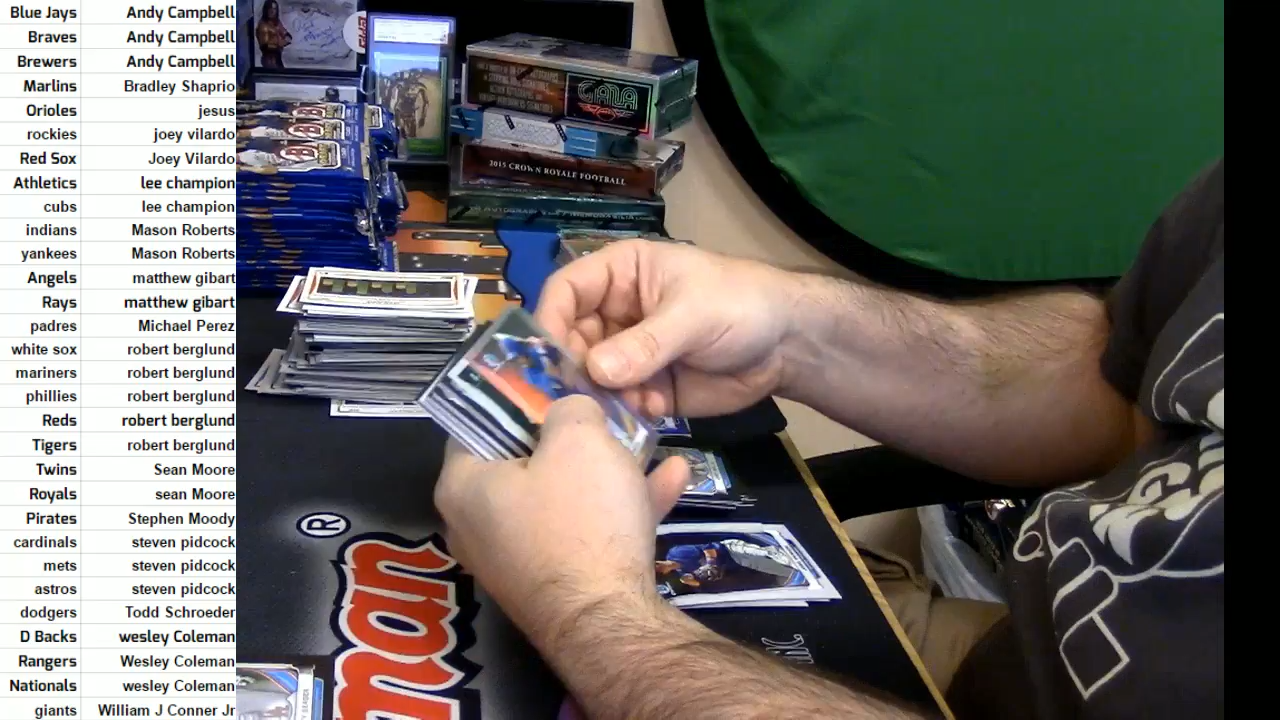 Blue Jays Andy Campbell
Braves Andy Campbell
Brewers Andy Campbell
Marlins Bradley Shaprio
Orioles jesus
rockies joey vilardo
Red Sox Joey Vilardo
Athletics lee champion
cubs lee champion
indians Mason Roberts
yankees Mason Roberts
Angels matthew gibart
Rays matthew gibart
padres Michael Perez
white sox robert berglund
mariners robert berglund
phillies robert berglund
Reds robert berglund
Tigers robert berglund
Twins Sean Moore
Royals sean Moore
Pirates Stephen Moody
cardinals steven pidcock
mets steven pidcock
astros steven pidcock
dodgers Todd Schroeder
D Backs wesley Coleman
Rangers Wesley Coleman
Nationals wesley Coleman
giants William J Conner Jr
GALA
2015 CROWN ROYALE FOOTBALL
®
man